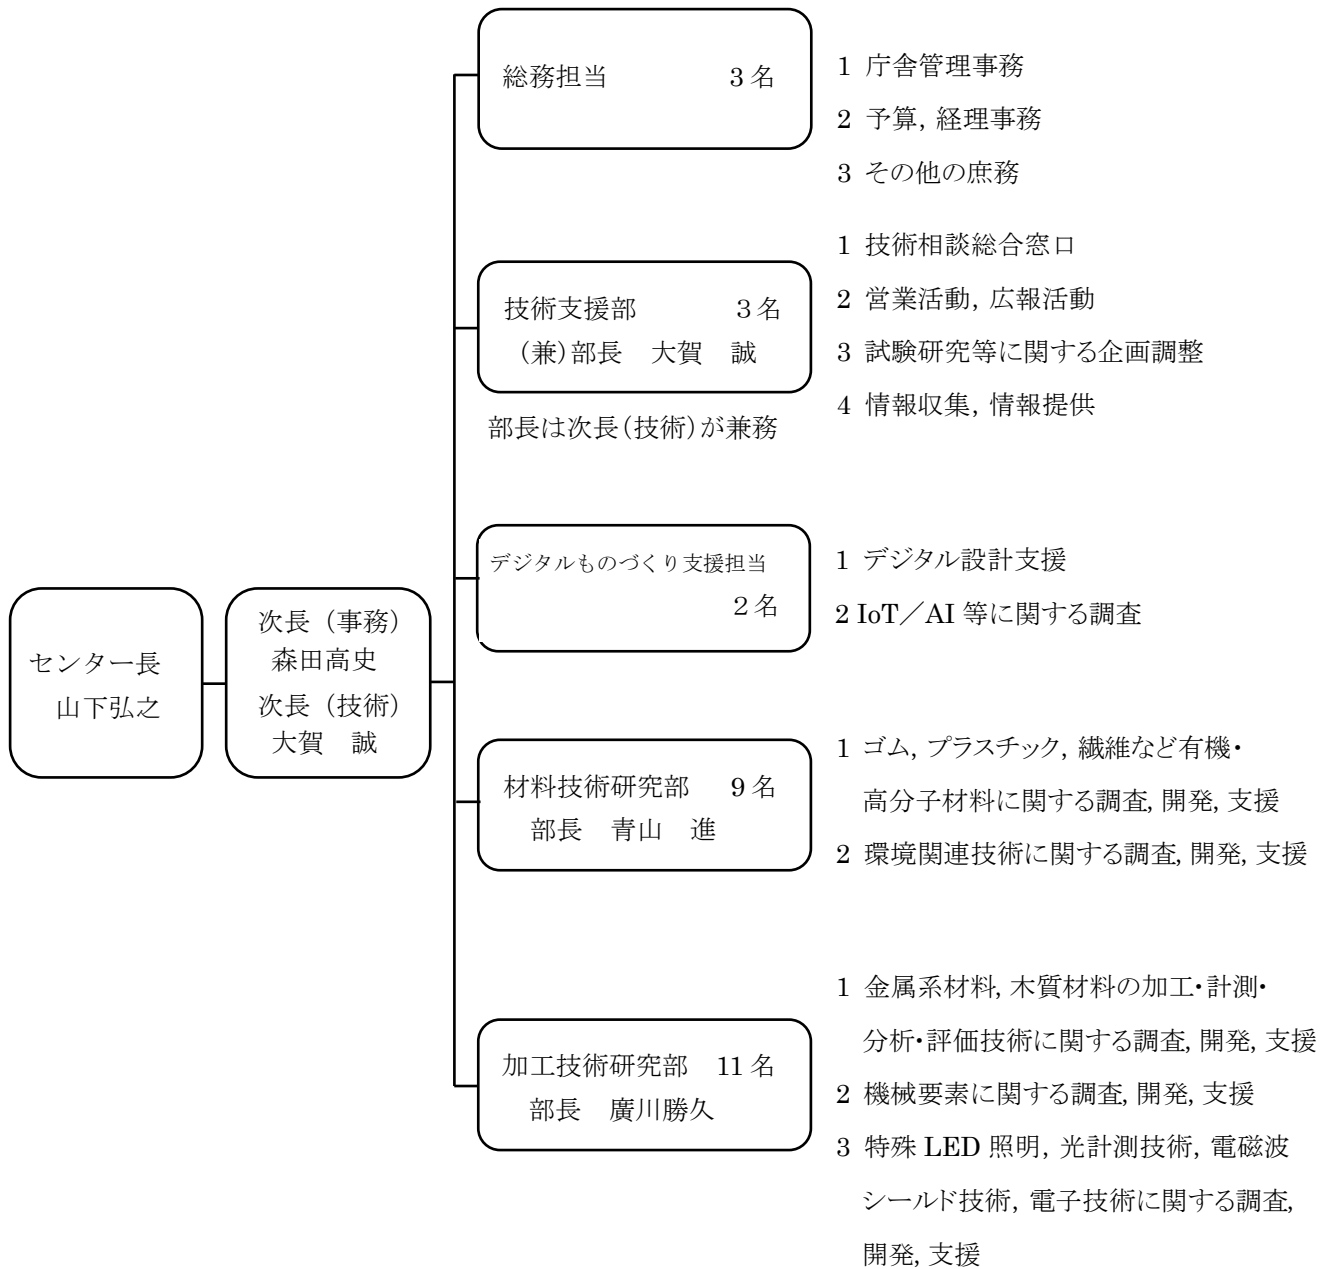 センター長
山下弘之
次長（事務）
森田高史
次長（技術）
大賀　誠
総務担当　3名
1 庁舎管理事務
2 予算, 経理事務
3 その他の庶務
技術支援部　3名
（兼）部長　大賀　誠
部長は次長（技術）が兼務
1 技術相談総合窓口
2 営業活動, 広報活動
3 試験研究等に関する企画調整
4 情報収集, 情報提供
デジタルものづくり支援担当
2名
1 デジタル設計支援
2 IoT／AI 等に関する調査
材料技術研究部　9名
部長　青山　進
1 ゴム, プラスチック, 繊維など有機・
高分子材料に関する調査, 開発, 支援
2 環境関連技術に関する調査, 開発, 支援
加工技術研究部　11名
部長　廣川勝久
1 金属系材料, 木質材料の加工・計測・
分析・評価技術に関する調査, 開発, 支援
2 機械要素に関する調査, 開発, 支援
3 特殊 LED 照明, 光計測技術, 電磁波
シールド技術, 電子技術に関する調査,
開発, 支援